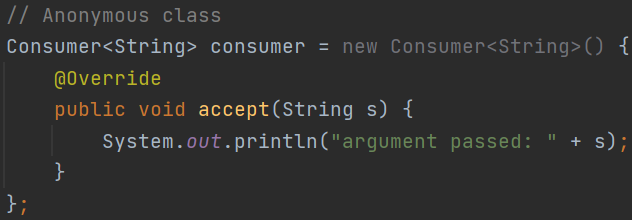 // Anonymous class
Consumer<String> consumer = new Consumer<String>() {
    @Override
    public void accept(String s) {
        System.out.println("argument passed: " + s);
    }
};